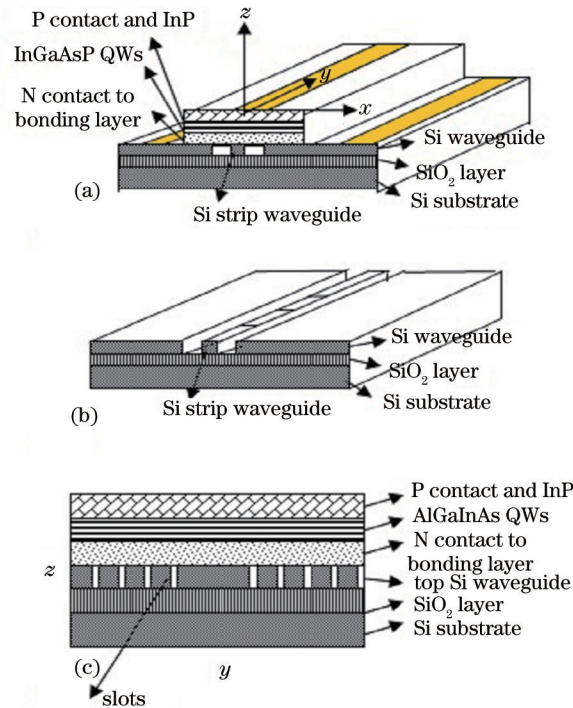 z
P contact and InP
InGaAsP QWs
y
N contact to
bonding layer
x
Si waveguide
SiO2 layer
(a)
Si substrate
Si strip waveguide
Si waveguide
SiO2 layer
(b)
Si strip waveguide
Si substrate
P contact and InP
AlGaInAs QWs
N contact to
bonding layer
z
top Si waveguide
SiO2 layer
Si substrate
(c)
y
slots